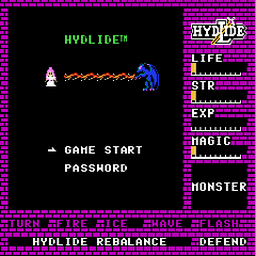 HYDLIDE™
HYDLIDE
LIFE
STR
EXP
MAGIC
GAME START
PASSWORD
MONSTER
TURN FIRE ICE WAVE FLASH
HYDLIDE REBALANCE DEFEND